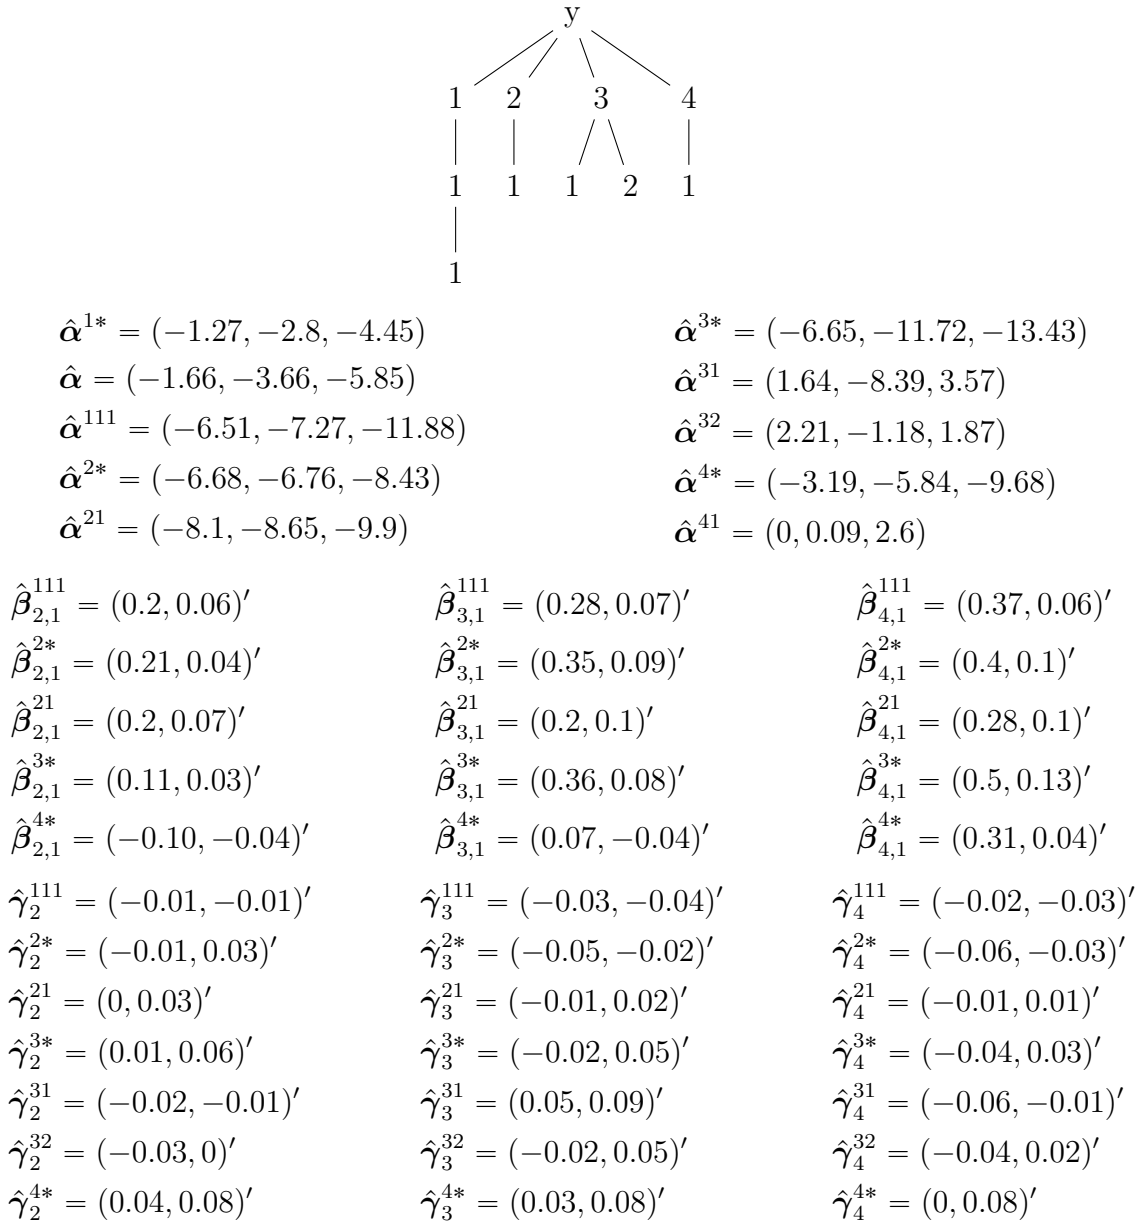 y
1 2 3 4
1 1 1 2 1
1
α̂^{1*} = (−1.27, −2.8, −4.45)
α̂ = (−1.66, −3.66, −5.85)
α̂^{111} = (−6.51, −7.27, −11.88)
α̂^{2*} = (−6.68, −6.76, −8.43)
α̂^{21} = (−8.1, −8.65, −9.9)
α̂^{3*} = (−6.65, −11.72, −13.43)
α̂^{31} = (1.64, −8.39, 3.57)
α̂^{32} = (2.21, −1.18, 1.87)
α̂^{4*} = (−3.19, −5.84, −9.68)
α̂^{41} = (0, 0.09, 2.6)
β̂_{2,1}^{111} = (0.2, 0.06)′ β̂_{3,1}^{111} = (0.28, 0.07)′ β̂_{4,1}^{111} = (0.37, 0.06)′
β̂_{2,1}^{2*} = (0.21, 0.04)′ β̂_{3,1}^{2*} = (0.35, 0.09)′ β̂_{4,1}^{2*} = (0.4, 0.1)′
β̂_{2,1}^{21} = (0.2, 0.07)′ β̂_{3,1}^{21} = (0.2, 0.1)′ β̂_{4,1}^{21} = (0.28, 0.1)′
β̂_{2,1}^{3*} = (0.11, 0.03)′ β̂_{3,1}^{3*} = (0.36, 0.08)′ β̂_{4,1}^{3*} = (0.5, 0.13)′
β̂_{2,1}^{4*} = (−0.10, −0.04)′ β̂_{3,1}^{4*} = (0.07, −0.04)′ β̂_{4,1}^{4*} = (0.31, 0.04)′
γ̂_2^{111} = (−0.01, −0.01)′ γ̂_3^{111} = (−0.03, −0.04)′ γ̂_4^{111} = (−0.02, −0.03)′
γ̂_2^{2*} = (−0.01, 0.03)′ γ̂_3^{2*} = (−0.05, −0.02)′ γ̂_4^{2*} = (−0.06, −0.03)′
γ̂_2^{21} = (0, 0.03)′ γ̂_3^{21} = (−0.01, 0.02)′ γ̂_4^{21} = (−0.01, 0.01)′
γ̂_2^{3*} = (0.01, 0.06)′ γ̂_3^{3*} = (−0.02, 0.05)′ γ̂_4^{3*} = (−0.04, 0.03)′
γ̂_2^{31} = (−0.02, −0.01)′ γ̂_3^{31} = (0.05, 0.09)′ γ̂_4^{31} = (−0.06, −0.01)′
γ̂_2^{32} = (−0.03, 0)′ γ̂_3^{32} = (−0.02, 0.05)′ γ̂_4^{32} = (−0.04, 0.02)′
γ̂_2^{4*} = (0.04, 0.08)′ γ̂_3^{4*} = (0.03, 0.08)′ γ̂_4^{4*} = (0, 0.08)′